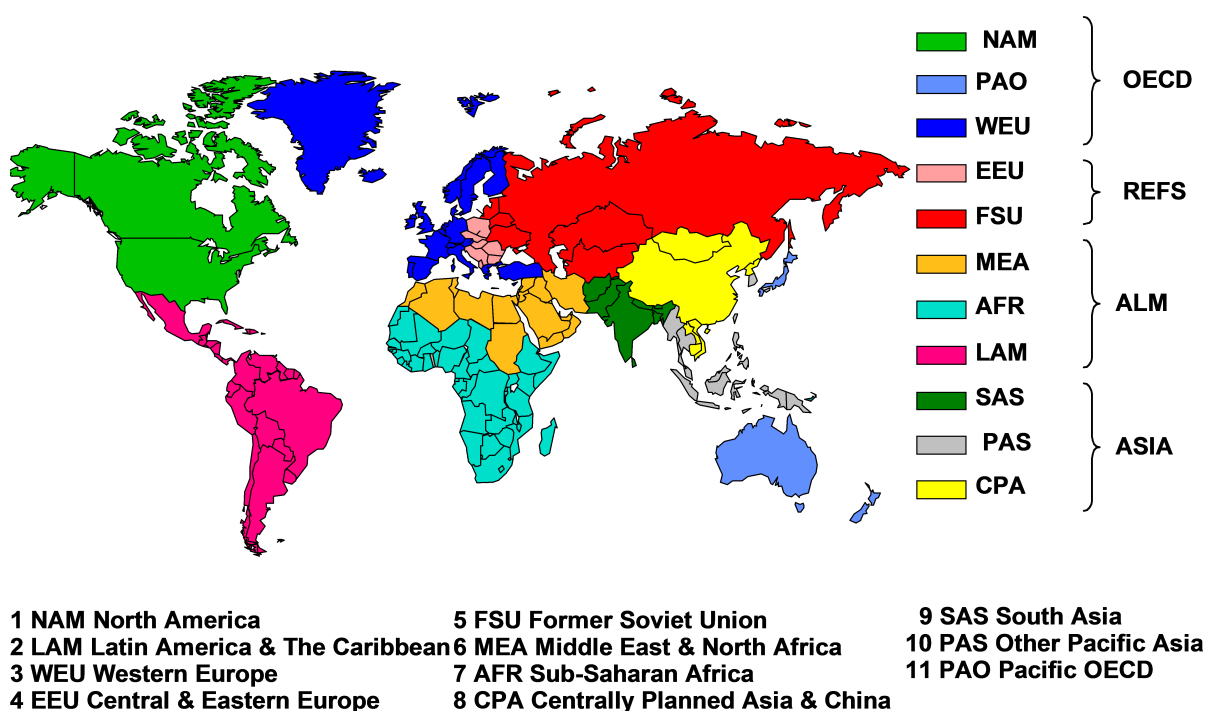 NAM
PAO
WEU
OECD
EEU
FSU
REFS
MEA
AFR
LAM
ALM
SAS
PAS
CPA
ASIA
1 NAM North America
2 LAM Latin America & The Caribbean
3 WEU Western Europe
4 EEU Central & Eastern Europe
5 FSU Former Soviet Union
6 MEA Middle East & North Africa
7 AFR Sub-Saharan Africa
8 CPA Centrally Planned Asia & China
9 SAS South Asia
10 PAS Other Pacific Asia
11 PAO Pacific OECD